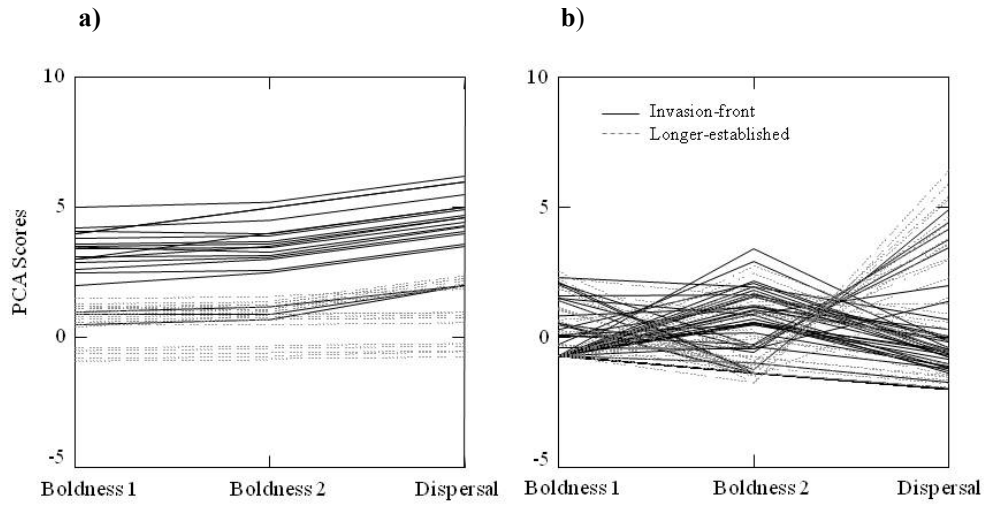 a)
b)
PCA Scores
10
5
0
-5
Boldness 1
Boldness 2
Dispersal
10
5
0
-5
Invasion-front
Longer-established
Boldness 1
Boldness 2
Dispersal